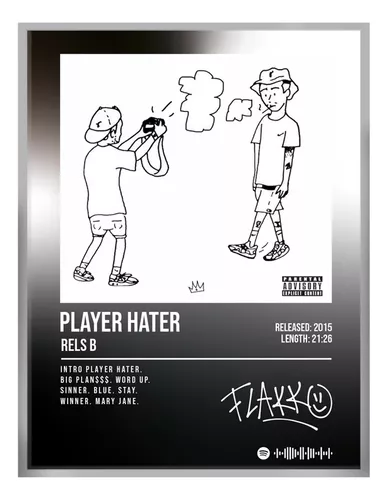 PARENTAL
ADVISORY
EXPLICIT CONTENT
PLAYER HATER
RELS B
RELEASED: 2015
LENGTH: 21:26
INTRO PLAYER HATER.
BIG PLAN$$$. WORD UP.
SINNER. BLUE. STAY.
WINNER. MARY JANE.
FLAKKO